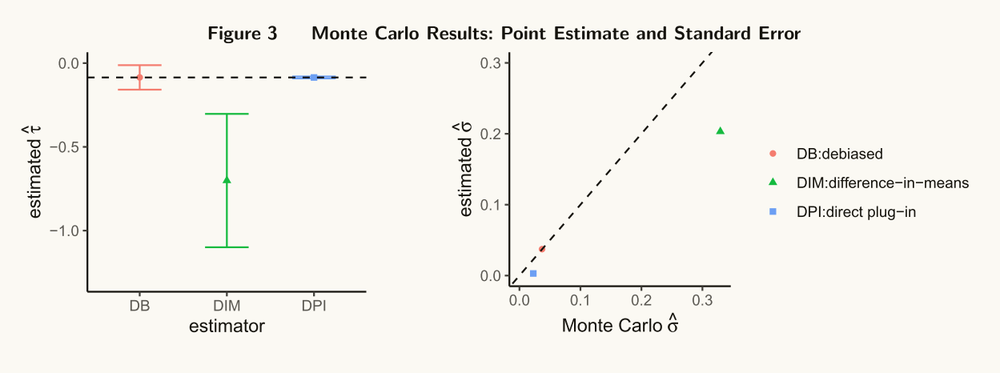 Figure 3 Monte Carlo Results: Point Estimate and Standard Error
0.0
−0.5
−1.0
estimated τ̂
DB DIM DPI
estimator
0.3
0.2
0.1
0.0
estimated σ̂
0.0 0.1 0.2 0.3
Monte Carlo σ̂
DB:debiased
DIM:difference−in−means
DPI:direct plug−in